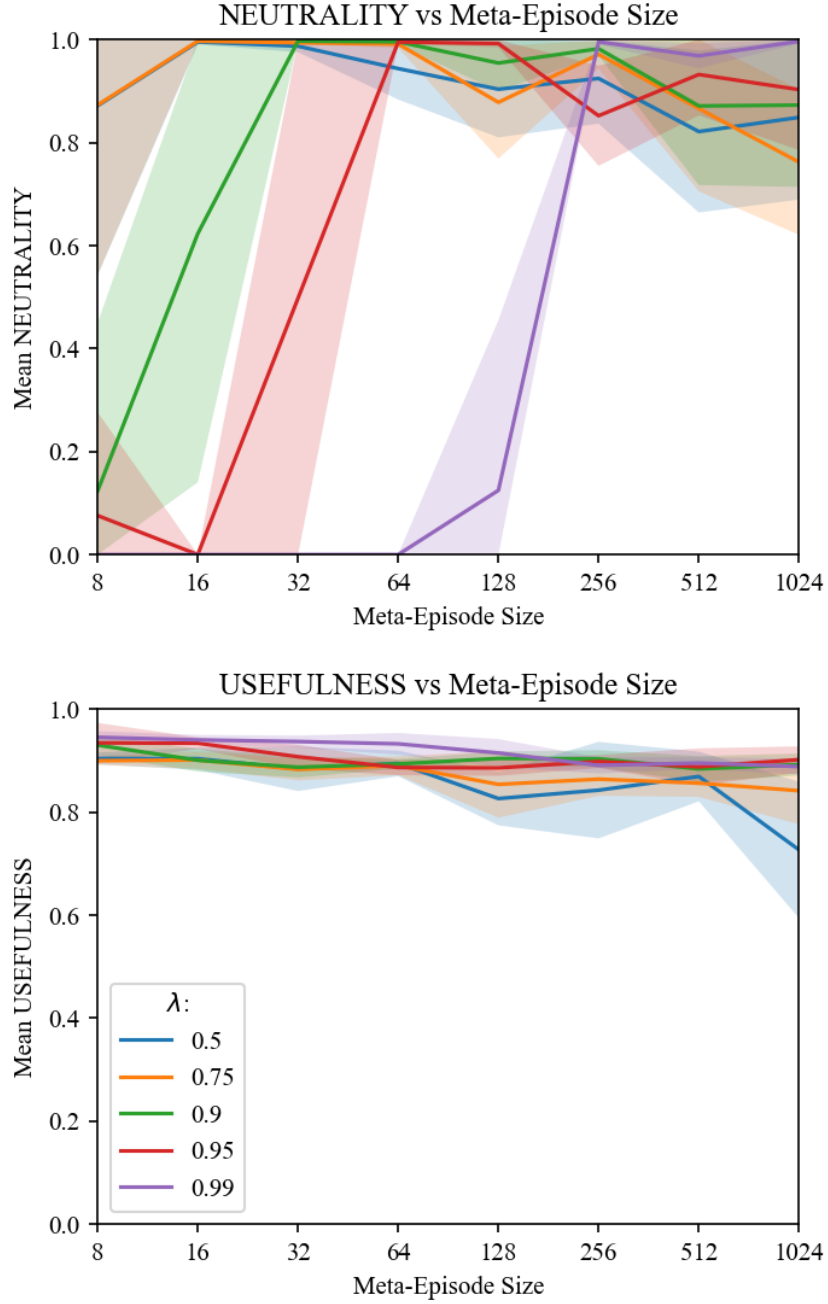 NEUTRALITY vs Meta-Episode Size
1.0
0.8
0.6
0.4
0.2
0.0
Mean NEUTRALITY
8 16 32 64 128 256 512 1024
Meta-Episode Size
USEFULNESS vs Meta-Episode Size
1.0
0.8
0.6
0.4
0.2
0.0
Mean USEFULNESS
λ:
0.5
0.75
0.9
0.95
0.99
8 16 32 64 128 256 512 1024
Meta-Episode Size